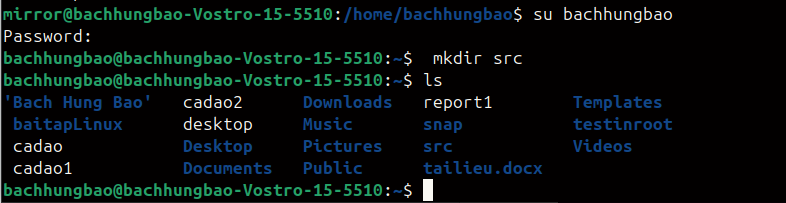 mirror@bachhungbao-Vostro-15-5510:/home/bachhungbao$ su bachhungbao
Password:
bachhungbao@bachhungbao-Vostro-15-5510:~$  mkdir src
bachhungbao@bachhungbao-Vostro-15-5510:~$ ls
'Bach Hung Bao'   cadao2      Downloads   report1         Templates
 baitapLinux      desktop     Music       snap            testinroot
 cadao            Desktop     Pictures    src             Videos
 cadao1           Documents   Public      tailieu.docx
bachhungbao@bachhungbao-Vostro-15-5510:~$